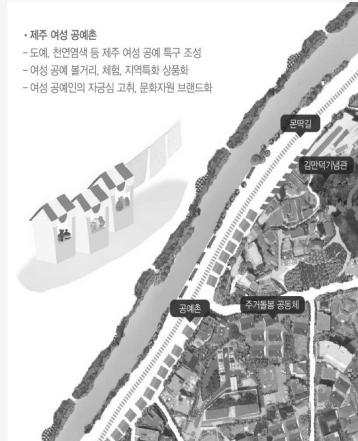 · 제주 여성 공예촌
- 도예, 천연염색 등 제주 여성 공예 특구 조성
- 여성 공예 볼거리, 체험, 지역특화 상품화
- 여성 공예인의 자긍심 고취, 문화자원 브랜드화
몬딱길
김만덕기념관
공예촌
주거돌봄 공동체